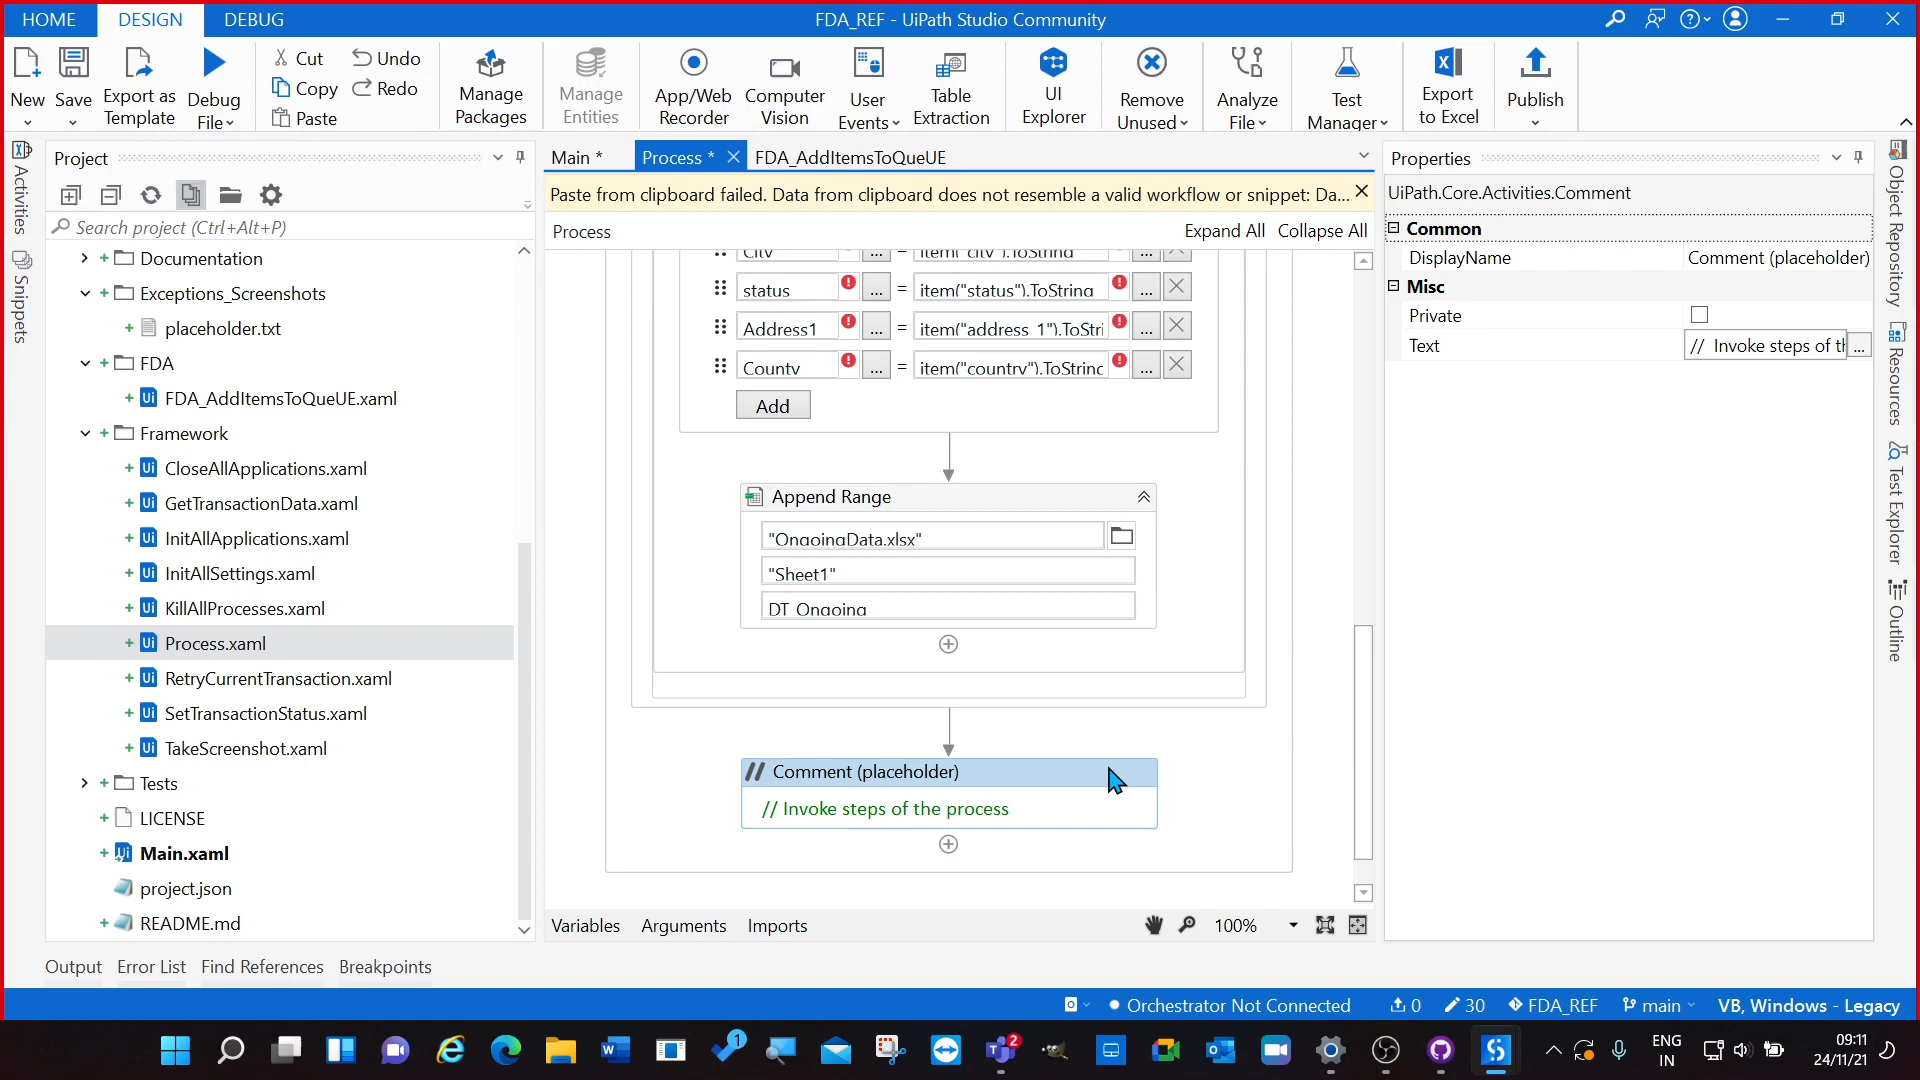 HOME DESIGN DEBUG FDA_REF - UiPath Studio Community
New Save Export as Template Debug File
Cut Copy Paste Undo Redo
Manage Packages
Manage Entities
App/Web Recorder
Computer Vision
User Events
Table Extraction
UI Explorer
Remove Unused
Analyze File
Test Manager
Export to Excel
Publish
Activities
Snippets
Project
Search project (Ctrl+Alt+P)
+ Documentation
+ Exceptions_Screenshots
+ placeholder.txt
+ FDA
+ FDA_AddItemsToQueUE.xaml
+ Framework
+ CloseAllApplications.xaml
+ GetTransactionData.xaml
+ InitAllApplications.xaml
+ InitAllSettings.xaml
+ KillAllProcesses.xaml
+ Process.xaml
+ RetryCurrentTransaction.xaml
+ SetTransactionStatus.xaml
+ TakeScreenshot.xaml
+ Tests
+ LICENSE
+ Main.xaml
project.json
+ README.md
Main * Process * FDA_AddItemsToQueUE
Paste from clipboard failed. Data from clipboard does not resemble a valid workflow or snippet: Da...
Process Expand All Collapse All
City ... = item("city").ToString ...
status ... = item("status").ToString ...
Address1 ... = item("address_1").ToStri ...
County ... = item("country").ToString ...
Add
Append Range
"OngoingData.xlsx"
"Sheet1"
DT_Ongoing
// Comment (placeholder)
// Invoke steps of the process
Variables Arguments Imports 100%
Properties
UiPath.Core.Activities.Comment
Common
DisplayName Comment (placeholder)
Misc
Private
Text // Invoke steps of th ...
Object Repository
Resources
Test Explorer
Outline
Output Error List Find References Breakpoints
Orchestrator Not Connected 0 30 FDA_REF main VB, Windows - Legacy
1 2 ENG IN 09:11 24/11/21